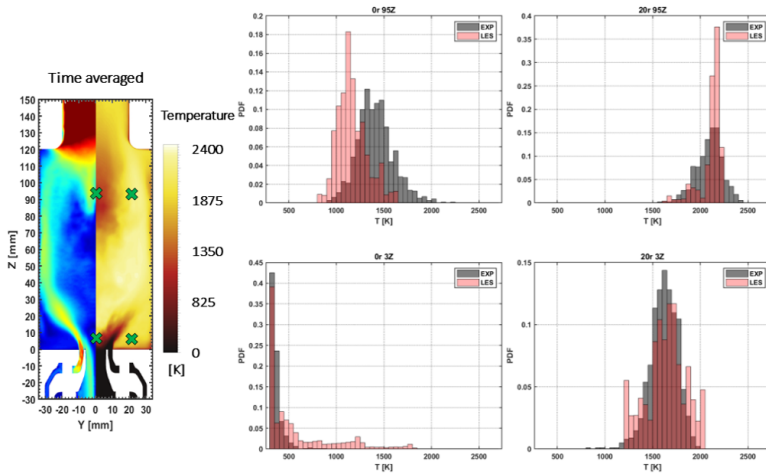 Time averaged
Temperature
150
140
130
120
110
100
90
80
70
60
50
40
30
20
10
0
-10
-20
-30
Z [mm]
-30 -20 -10 0 10 20 30
Y [mm]
2400
1875
1350
825
0
[K]
0r 95Z
EXP
LES
0.2
0.18
0.16
0.14
0.12
0.1
0.08
0.06
0.04
0.02
0
PDF
500 1000 1500 2000 2500
T [K]
20r 95Z
EXP
LES
0.4
0.35
0.3
0.25
0.2
0.15
0.1
0.05
0
PDF
500 1000 1500 2000 2500
T [K]
0r 3Z
EXP
LES
0.45
0.4
0.35
0.3
0.25
0.2
0.15
0.1
0.05
0
PDF
500 1000 1500 2000 2500
T [K]
20r 3Z
EXP
LES
0.15
0.1
0.05
0
PDF
500 1000 1500 2000 2500
T [K]